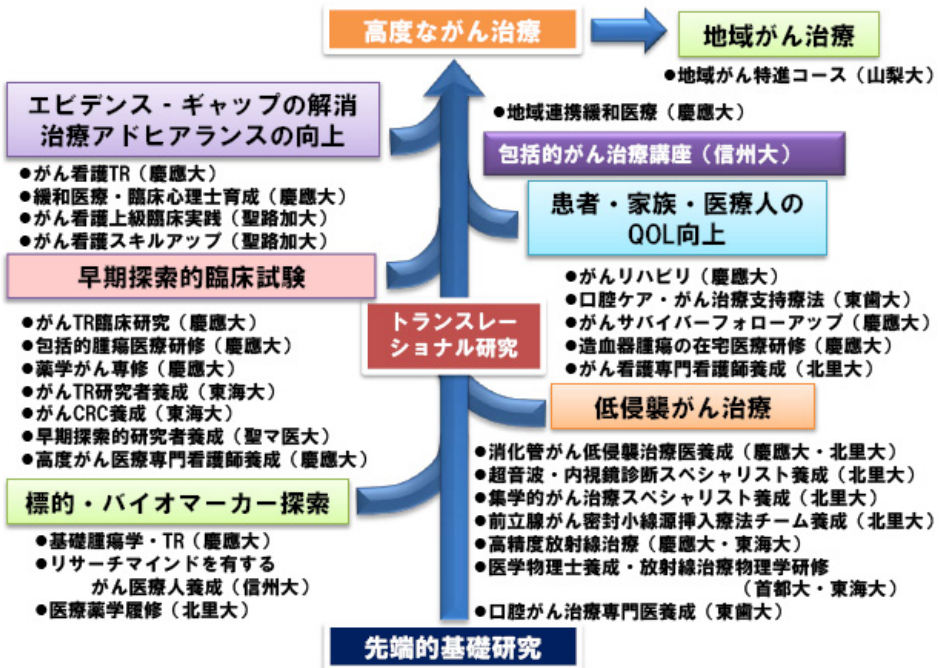 高度ながん治療
地域がん治療
●地域がん特進コース（山梨大）
エビデンス‐ギャップの解消
治療アドヒアランスの向上
●がん看護TR（慶應大）
●緩和医療・臨床心理士育成（慶應大）
●がん看護上級臨床実践（聖路加大）
●がん看護スキルアップ（聖路加大）
●地域連携緩和医療（慶應大）
包括的がん治療講座（信州大）
患者・家族・医療人の
QOL向上
●がんリハビリ（慶應大）
●口腔ケア・がん治療支持療法（東歯大）
●がんサバイバーフォローアップ（慶應大）
●造血器腫瘍の在宅医療研修（慶應大）
●がん看護専門看護師養成（北里大）
早期探索的臨床試験
●がんTR臨床研究（慶應大）
●包括的腫瘍医療研修（慶應大）
●薬学がん専修（慶應大）
●がんTR研究者養成（東海大）
●がんCRC養成（東海大）
●早期探索的研究者養成（聖マ医大）
●高度がん医療専門看護師養成（慶應大）
トランスレー
ショナル研究
低侵襲がん治療
●消化管がん低侵襲治療医養成（慶應大・北里大）
●超音波・内視鏡診断スペシャリスト養成（北里大）
●集学的がん治療スペシャリスト養成（北里大）
●前立腺がん密封小線源挿入療法チーム養成（北里大）
●高精度放射線治療（慶應大・東海大）
●医学物理士養成・放射線治療物理学研修
（首都大・東海大）
●口腔がん治療専門医養成（東歯大）
標的・バイオマーカー探索
●基礎腫瘍学・TR（慶應大）
●リサーチマインドを有する
がん医療人養成（信州大）
●医療薬学履修（北里大）
先端的基礎研究